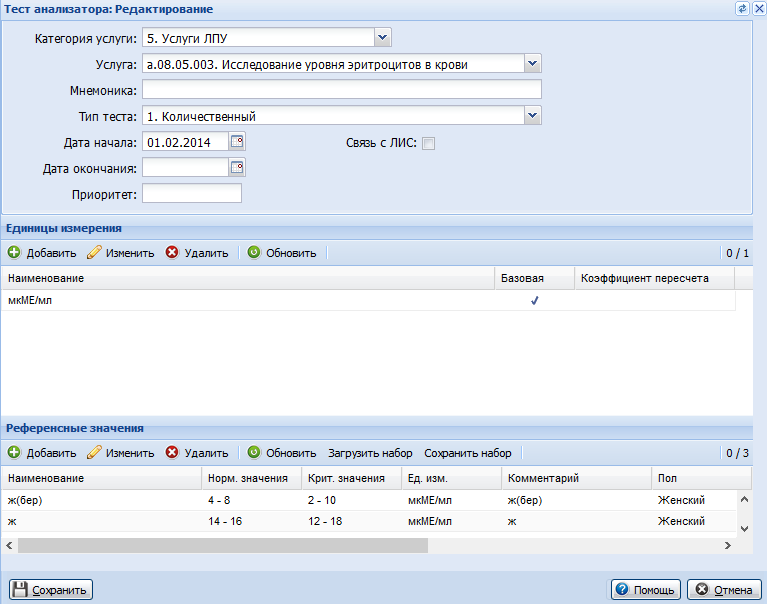 Тест анализатора: Редактирование
Категория услуги: 5. Услуги ЛПУ
Услуга: a.08.05.003. Исследование уровня эритроцитов в крови
Мнемоника:
Тип теста: 1. Количественный
Дата начала: 01.02.2014 Связь с ЛИС:
Дата окончания:
Приоритет:
Единицы измерения
Добавить Изменить Удалить Обновить 0 / 1
Наименование Базовая Коэффициент пересчета
мкМЕ/мл
Референсные значения
Добавить Изменить Удалить Обновить Загрузить набор Сохранить набор 0 / 3
Наименование Норм. значения Крит. значения Ед. изм. Комментарий Пол
ж(бер) 4 - 8 2 - 10 мкМЕ/мл ж(бер) Женский
ж 14 - 16 12 - 18 мкМЕ/мл ж Женский
Сохранить Помощь Отмена